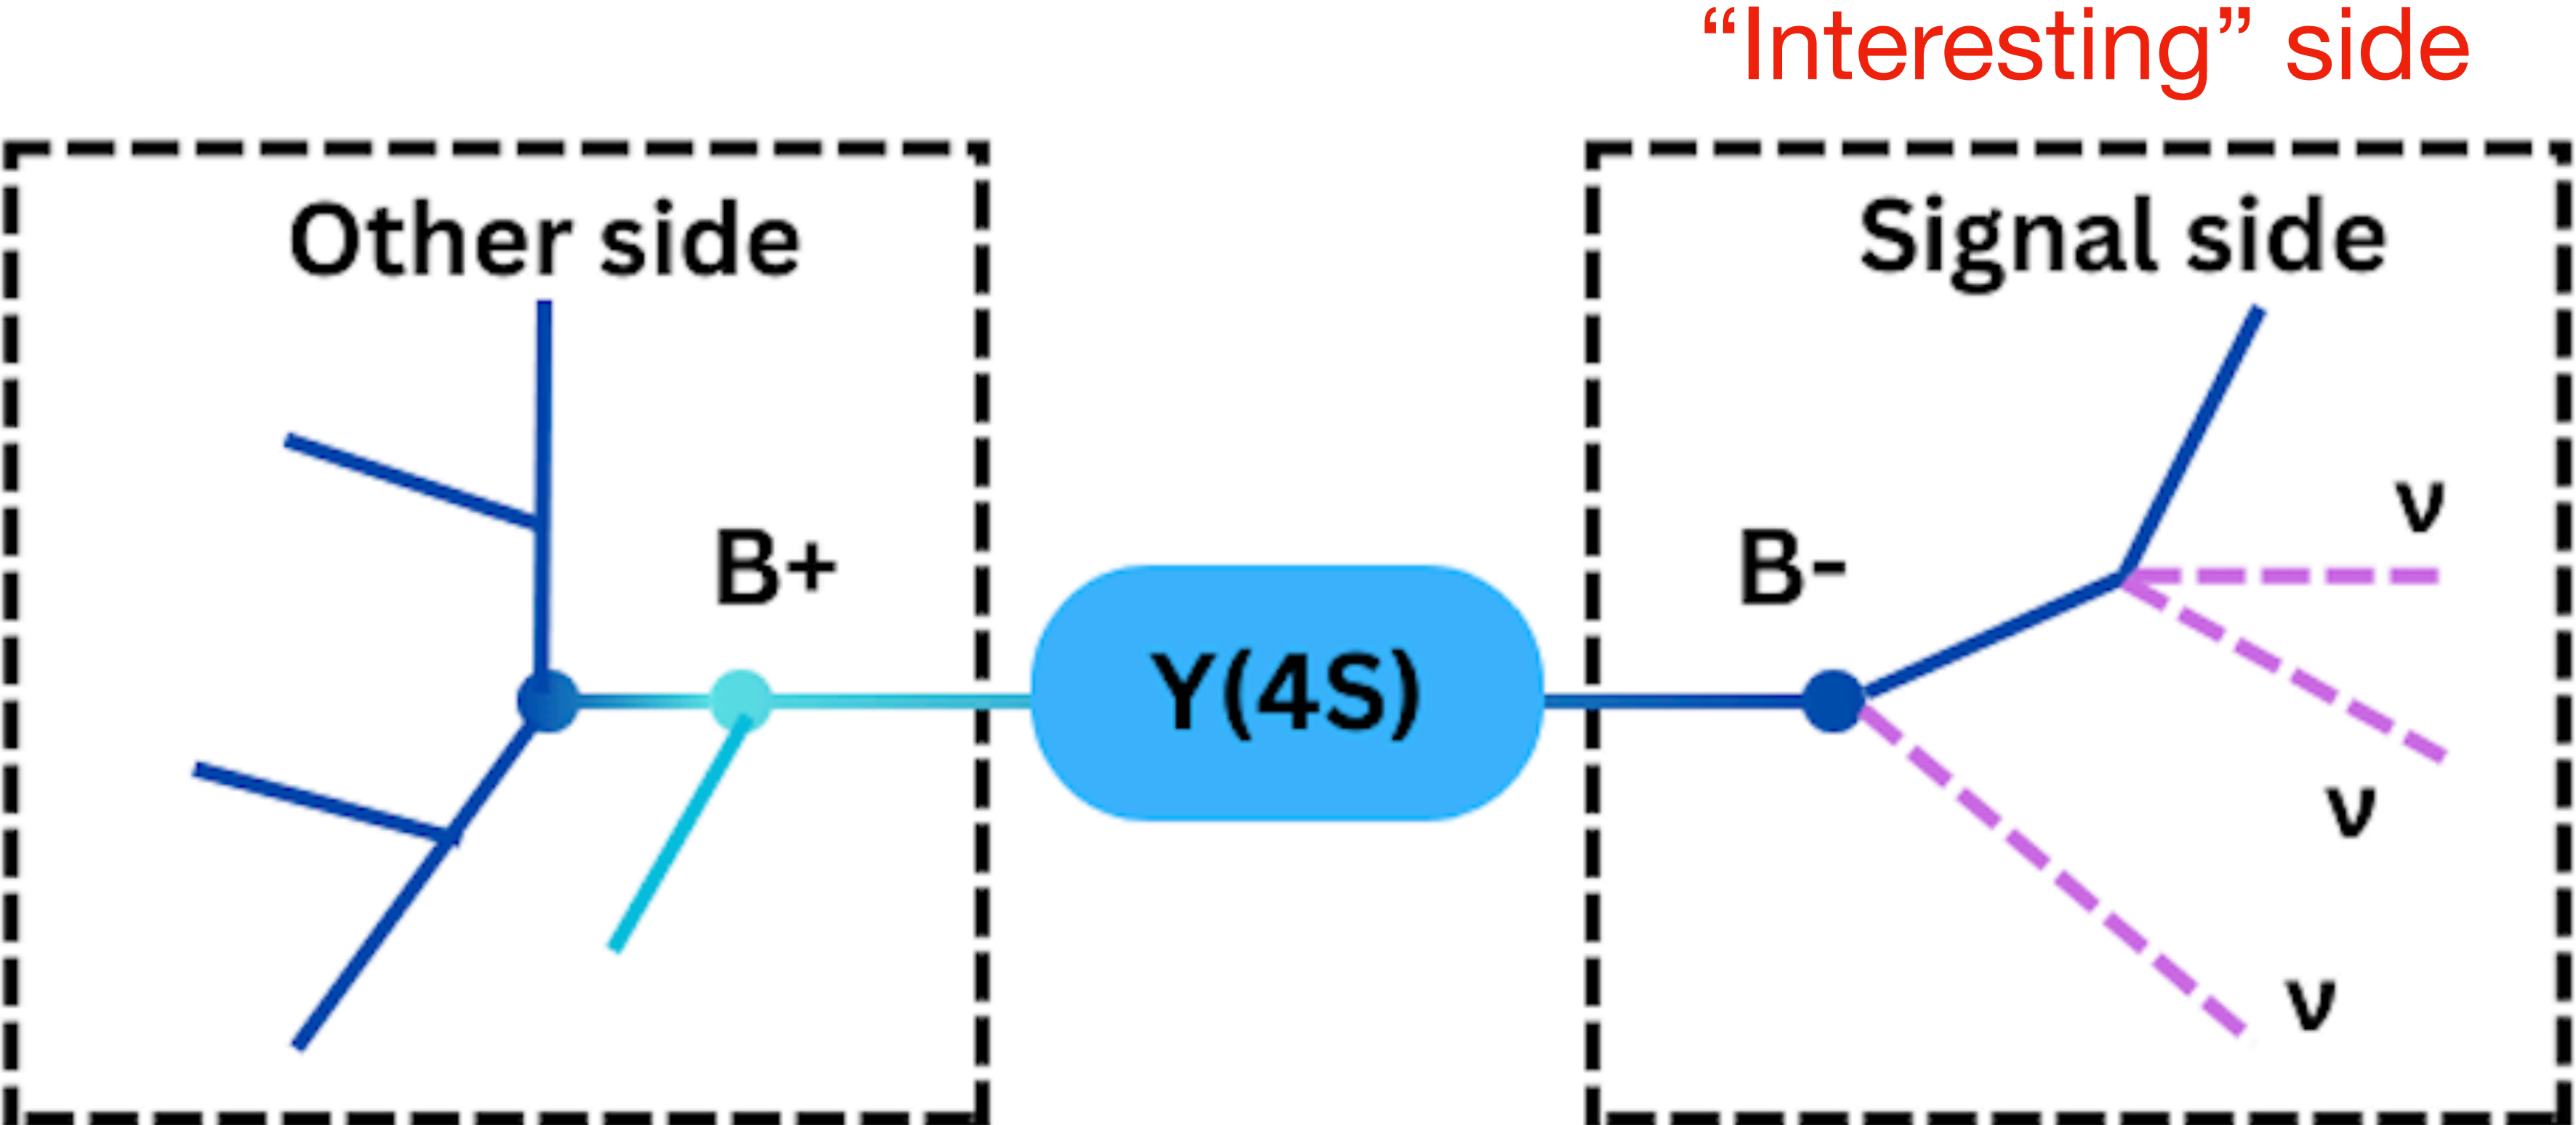 “Interesting” side
Other side
Signal side
B+
Y(4S)
B-
ν
ν
ν